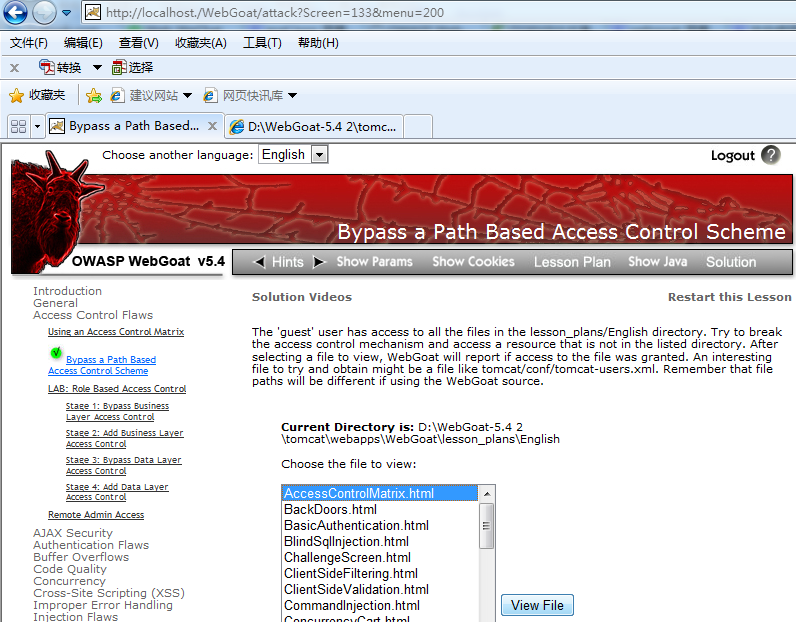 http://localhost./WebGoat/attack?Screen=133&menu=200
文件(F) 编辑(E) 查看(V) 收藏夹(A) 工具(T) 帮助(H)
x 转换 选择
收藏夹 建议网站 网页快讯库
Bypass a Path Based... x D:\WebGoat-5.4 2\tomc...
Choose another language: English
Logout ?
Bypass a Path Based Access Control Scheme
OWASP WebGoat v5.4
Hints Show Params Show Cookies Lesson Plan Show Java Solution
Introduction
General
Access Control Flaws
Using an Access Control Matrix
Bypass a Path Based
Access Control Scheme
LAB: Role Based Access Control
Stage 1: Bypass Business
Layer Access Control
Stage 2: Add Business Layer
Access Control
Stage 3: Bypass Data Layer
Access Control
Stage 4: Add Data Layer
Access Control
Remote Admin Access
AJAX Security
Authentication Flaws
Buffer Overflows
Code Quality
Concurrency
Cross-Site Scripting (XSS)
Improper Error Handling
Injection Flaws
Solution Videos Restart this Lesson
The 'guest' user has access to all the files in the lesson_plans/English directory. Try to break
the access control mechanism and access a resource that is not in the listed directory. After
selecting a file to view, WebGoat will report if access to the file was granted. An interesting
file to try and obtain might be a file like tomcat/conf/tomcat-users.xml. Remember that file
paths will be different if using the WebGoat source.
Current Directory is: D:\WebGoat-5.4 2
\tomcat\webapps\WebGoat\lesson_plans\English
Choose the file to view:
AccessControlMatrix.html
BackDoors.html
BasicAuthentication.html
BlindSqlInjection.html
ChallengeScreen.html
ClientSideFiltering.html
ClientSideValidation.html
CommandInjection.html
ConcurrencyCart.html
View File